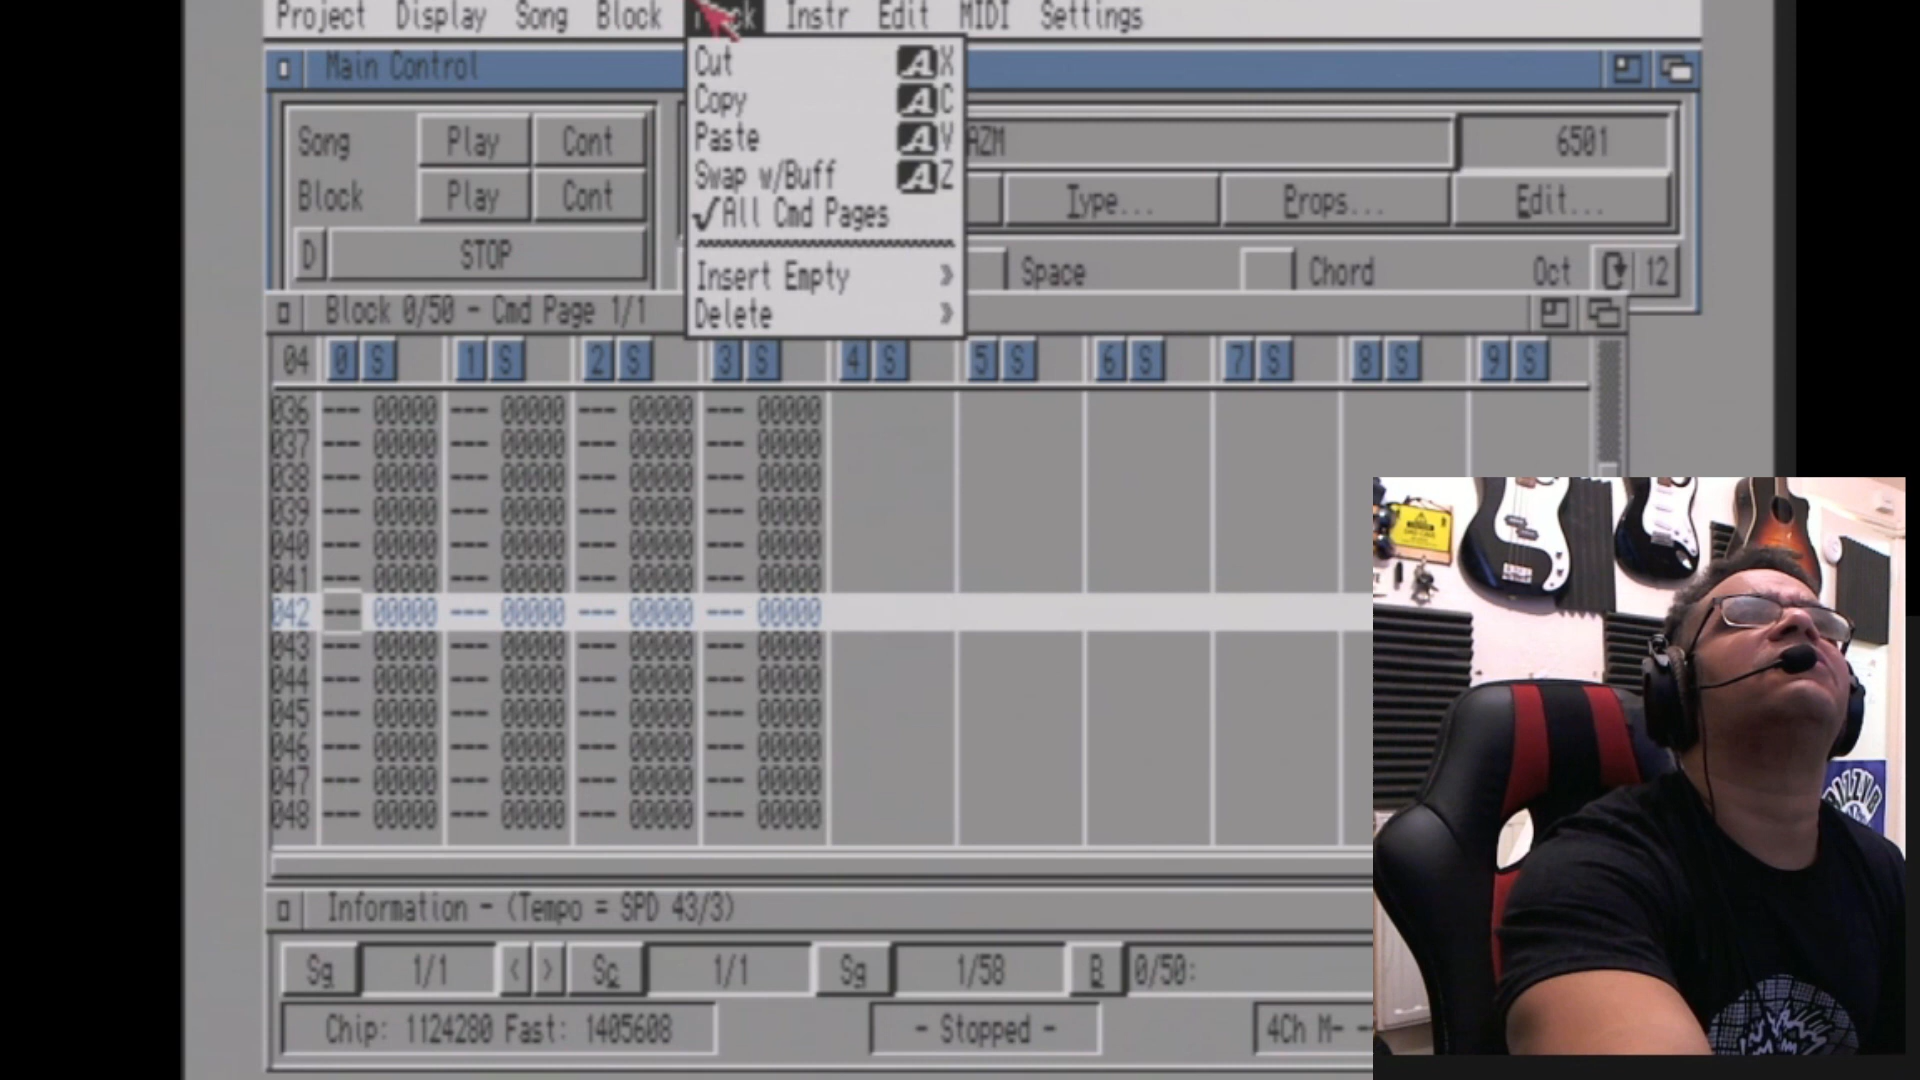 Project Display Song Block Instr Edit MIDI Settings
Cut AX
Copy AC
Paste AV
Swap w/Buff AZ
✓All Cmd Pages
Insert Empty »
Delete »
Main Control
Song Play Cont
Block Play Cont
D STOP
AZM 6501
Type... Props... Edit...
Space Chord Oct 12
Block 0/50 - Cmd Page 1/1
04 0 S 1 S 2 S 3 S 4 S 5 S 6 S 7 S 8 S 9 S
036 --- 00000 --- 00000 --- 00000 --- 00000
037 --- 00000 --- 00000 --- 00000 --- 00000
038 --- 00000 --- 00000 --- 00000 --- 00000
039 --- 00000 --- 00000 --- 00000 --- 00000
040 --- 00000 --- 00000 --- 00000 --- 00000
041 --- 00000 --- 00000 --- 00000 --- 00000
042 --- 00000 --- 00000 --- 00000 --- 00000
043 --- 00000 --- 00000 --- 00000 --- 00000
044 --- 00000 --- 00000 --- 00000 --- 00000
045 --- 00000 --- 00000 --- 00000 --- 00000
046 --- 00000 --- 00000 --- 00000 --- 00000
047 --- 00000 --- 00000 --- 00000 --- 00000
048 --- 00000 --- 00000 --- 00000 --- 00000
Information - (Tempo = SPD 43/3)
Sg 1/1 < > Sc 1/1 Sg 1/58 B 0/50:
Chip: 1124280 Fast: 1405608 - Stopped - 4Ch M- --